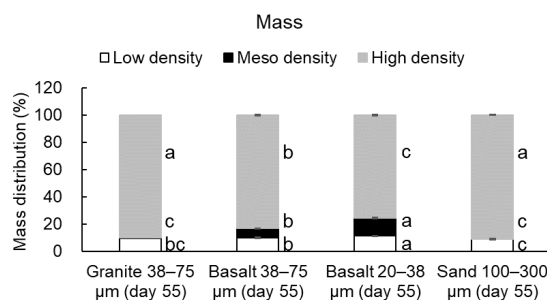 Mass
Low density Meso density High density
Mass distribution (%)
120
100
80
60
40
20
0
a b c a
c b a c
bc b a c
Granite 38–75 Basalt 38–75 Basalt 20–38 Sand 100–300
µm (day 55) µm (day 55) µm (day 55) µm (day 55)